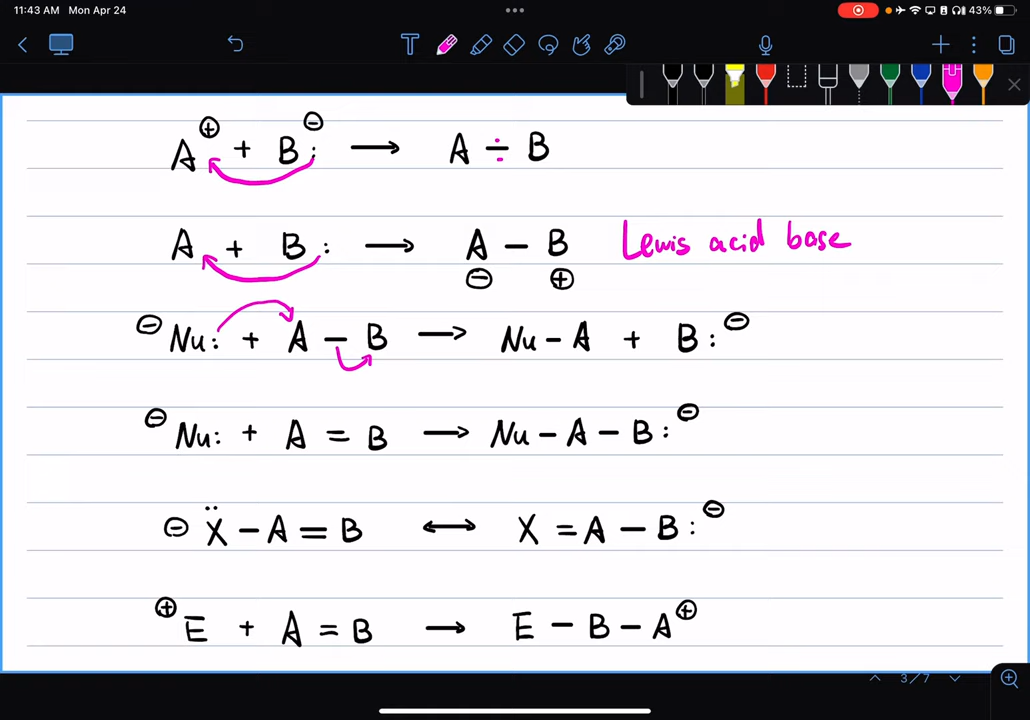 11:43 AM Mon Apr 24 43%
T
A⊕ + B:⊖ → A ÷ B
A + B: → A⊖ – B⊕ Lewis acid base
⊖Nu: + A – B → Nu – A + B:⊖
⊖Nu: + A = B → Nu – A – B:⊖
⊖Ẍ – A = B ↔ X = A – B:⊖
⊕E + A = B → E – B – A⊕
3/7